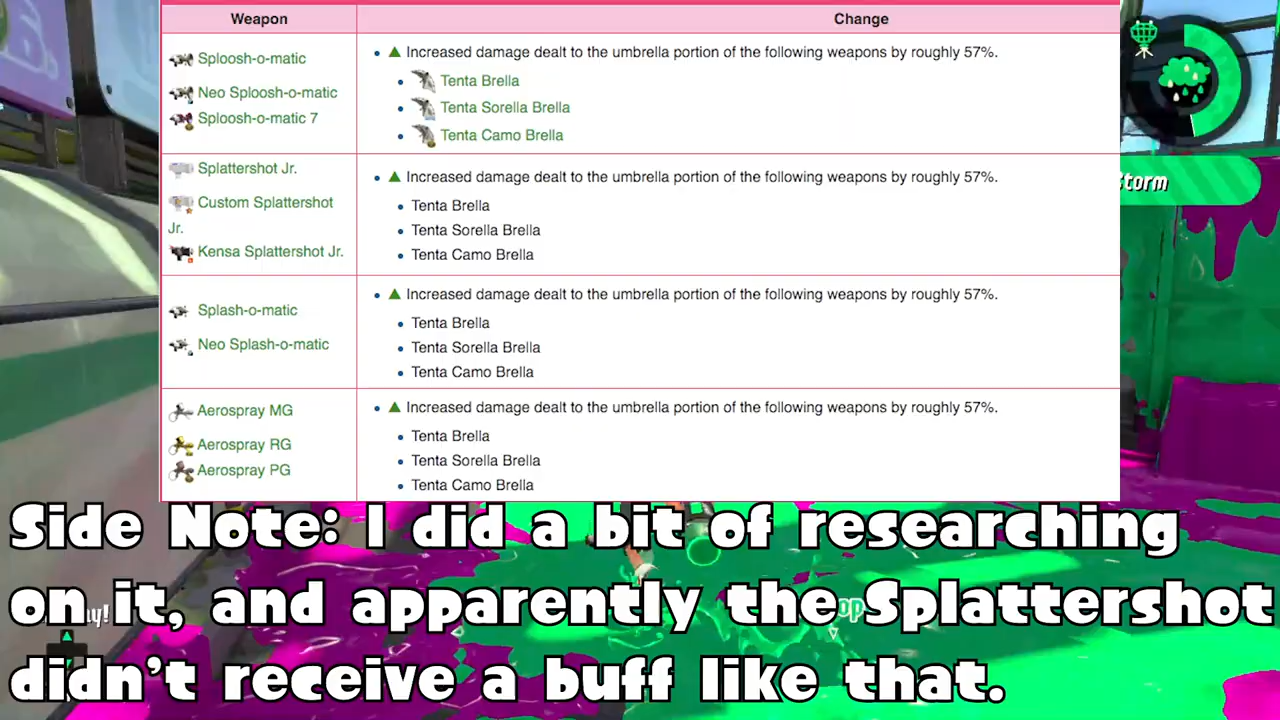 Weapon Change
Sploosh-o-matic
Neo Sploosh-o-matic
Sploosh-o-matic 7
Increased damage dealt to the umbrella portion of the following weapons by roughly 57%.
Tenta Brella
Tenta Sorella Brella
Tenta Camo Brella
Splattershot Jr.
Custom Splattershot
Jr.
Kensa Splattershot Jr.
Increased damage dealt to the umbrella portion of the following weapons by roughly 57%.
Tenta Brella
Tenta Sorella Brella
Tenta Camo Brella
Splash-o-matic
Neo Splash-o-matic
Increased damage dealt to the umbrella portion of the following weapons by roughly 57%.
Tenta Brella
Tenta Sorella Brella
Tenta Camo Brella
Aerospray MG
Aerospray RG
Aerospray PG
Increased damage dealt to the umbrella portion of the following weapons by roughly 57%.
Tenta Brella
Tenta Sorella Brella
Tenta Camo Brella
Storm
Side Note: I did a bit of researching
on it, and apparently the Splattershot
didn't receive a buff like that.